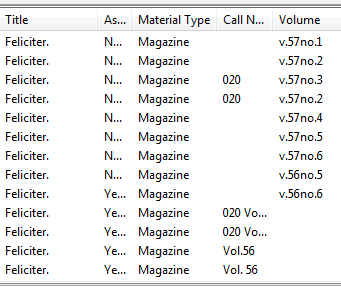 Title As... Material Type Call N... Volume
Feliciter. N... Magazine v.57no.1
Feliciter. N... Magazine v.57no.2
Feliciter. N... Magazine 020 v.57no.3
Feliciter. N... Magazine 020 v.57no.2
Feliciter. N... Magazine v.57no.4
Feliciter. N... Magazine v.57no.5
Feliciter. N... Magazine v.57no.6
Feliciter. N... Magazine v.56no.5
Feliciter. Ye... Magazine v.56no.6
Feliciter. Ye... Magazine 020 Vo...
Feliciter. Ye... Magazine 020 Vo...
Feliciter. Ye... Magazine Vol.56
Feliciter. Ye... Magazine Vol. 56